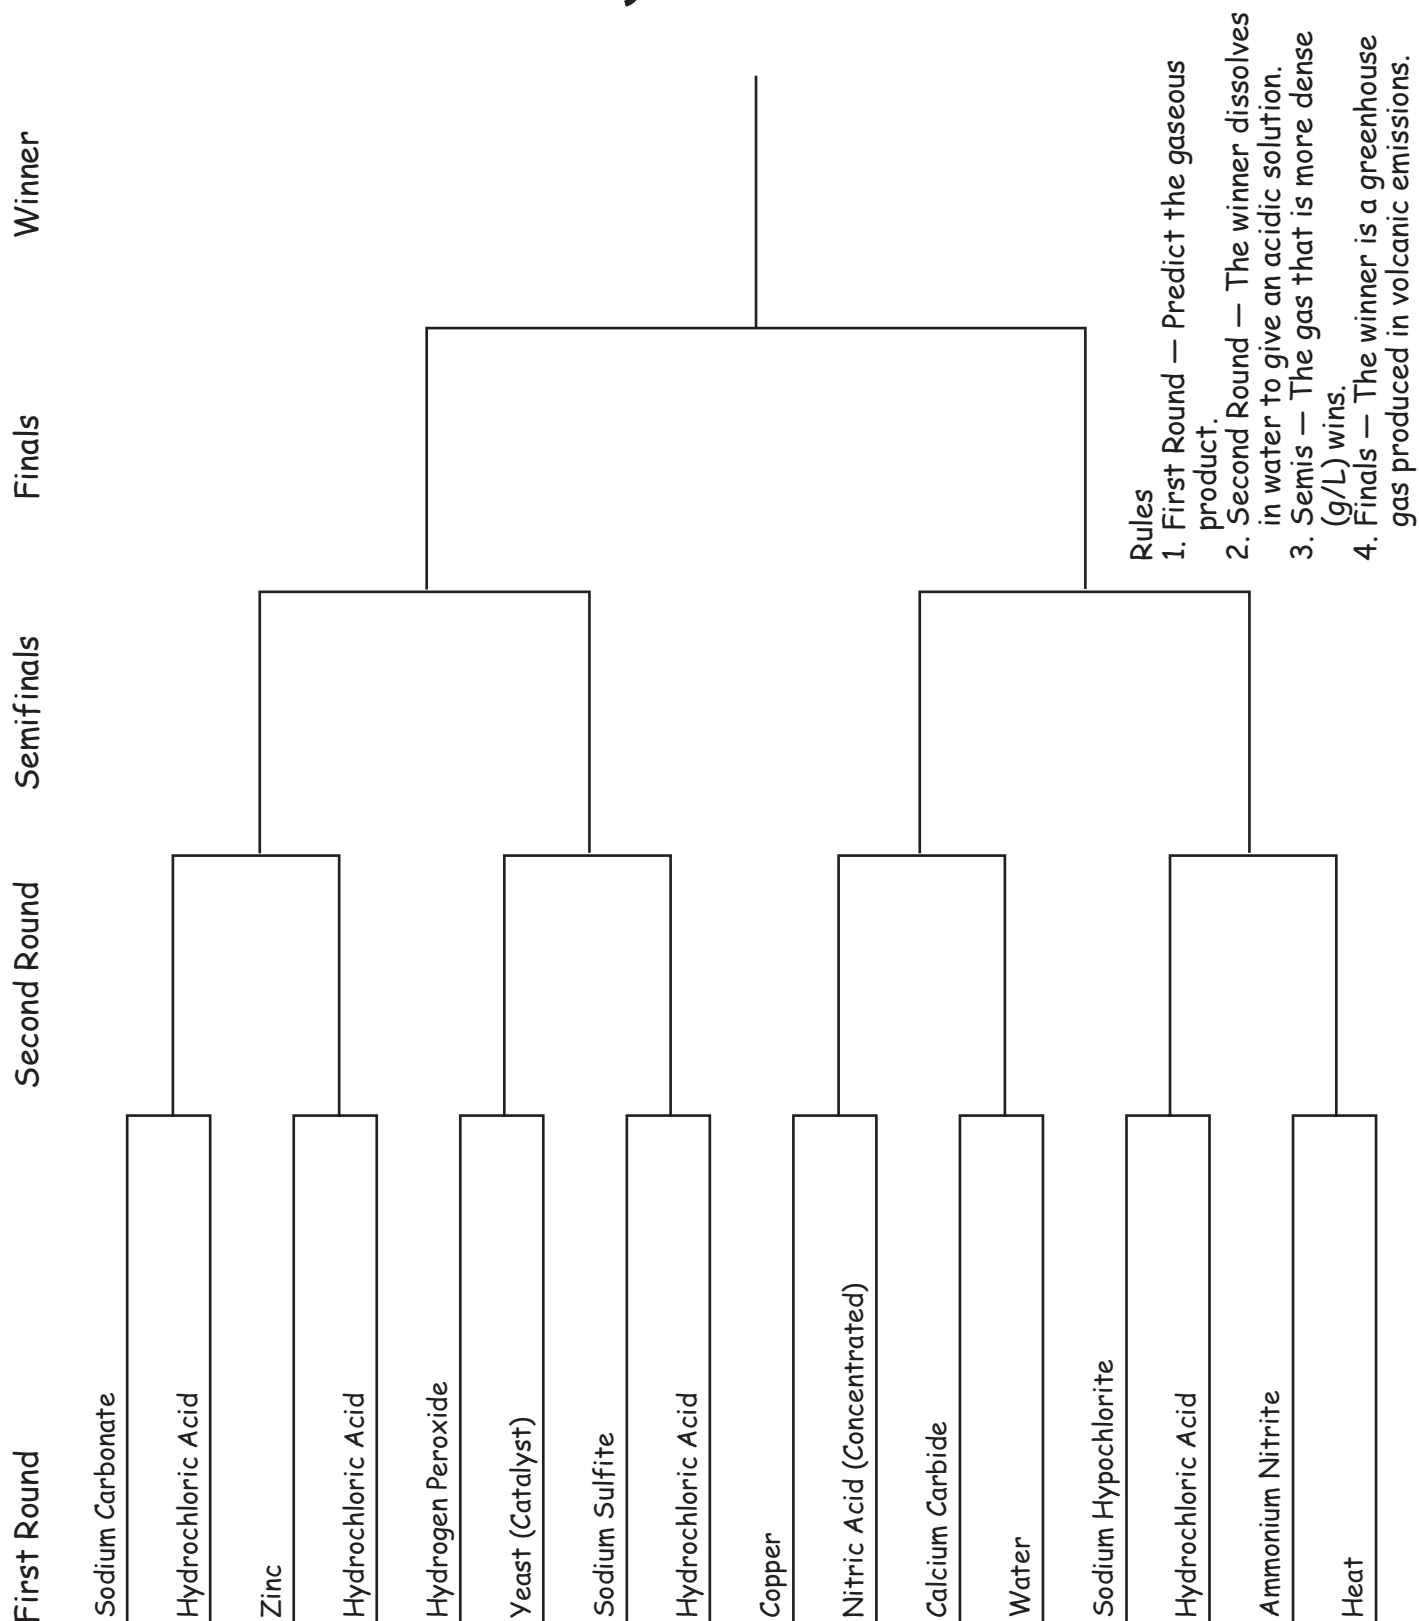 First Round
Second Round
Semifinals
Finals
Winner
Sodium Carbonate
Hydrochloric Acid
Zinc
Hydrochloric Acid
Hydrogen Peroxide
Yeast (Catalyst)
Sodium Sulfite
Hydrochloric Acid
Copper
Nitric Acid (Concentrated)
Calcium Carbide
Water
Sodium Hypochlorite
Hydrochloric Acid
Ammonium Nitrite
Heat
Rules
1. First Round — Predict the gaseous
product.
2. Second Round — The winner dissolves
in water to give an acidic solution.
3. Semis — The gas that is more dense
(g/L) wins.
4. Finals — The winner is a greenhouse
gas produced in volcanic emissions.